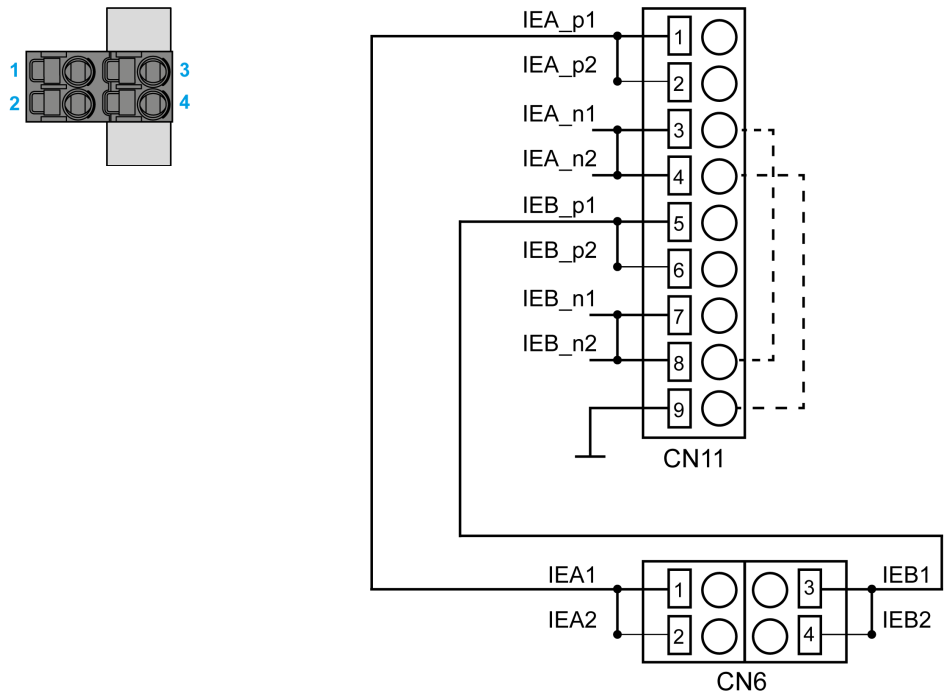 1
3
2
4
IEA_p1
1
IEA_p2
2
IEA_n1
3
IEA_n2
4
IEB_p1
5
IEB_p2
6
IEB_n1
7
IEB_n2
8
9
CN11
IEA1
1
3
IEB1
IEA2
2
4
IEB2
CN6